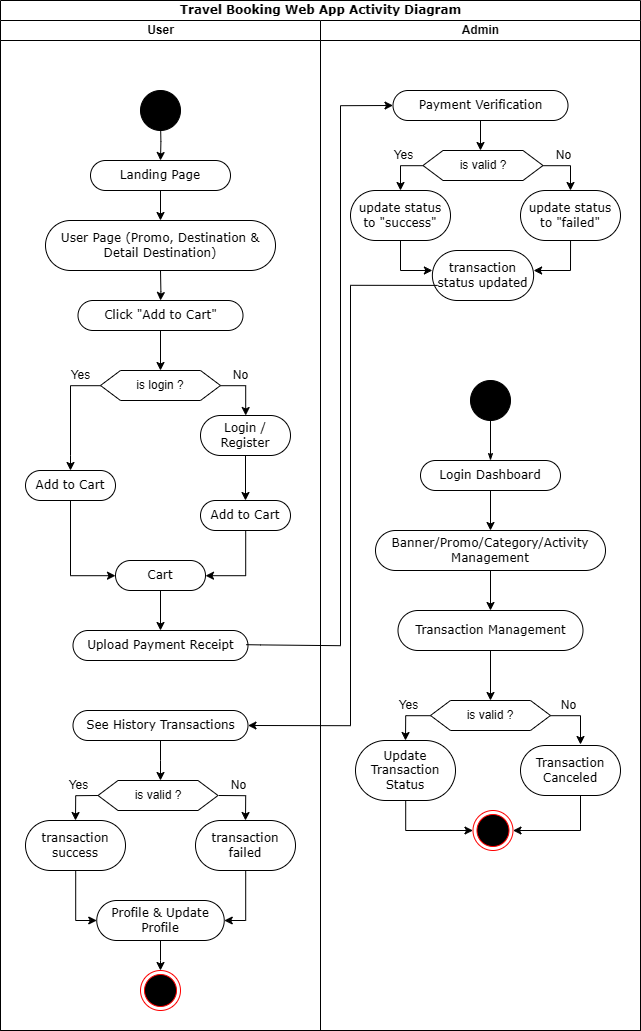 Travel Booking Web App Activity Diagram
User
Admin
Landing Page
User Page (Promo, Destination &
Detail Destination)
Click "Add to Cart"
is login ?
Yes
No
Login /
Register
Add to Cart
Add to Cart
Cart
Upload Payment Receipt
See History Transactions
is valid ?
Yes
No
transaction
success
transaction
failed
Profile & Update
Profile
Payment Verification
is valid ?
Yes
No
update status
to "success"
update status
to "failed"
transaction
status updated
Login Dashboard
Banner/Promo/Category/Activity
Management
Transaction Management
is valid ?
Yes
No
Update
Transaction
Status
Transaction
Canceled